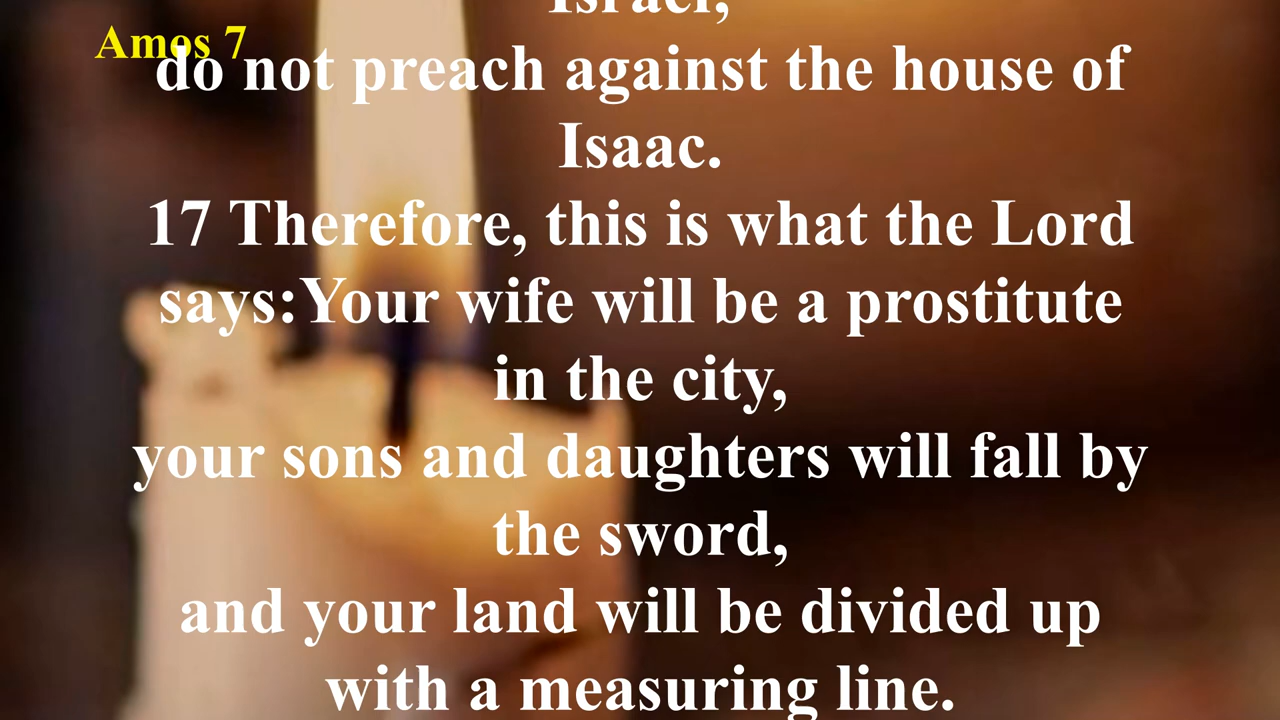 Israel,
Amos 7
do not preach against the house of
Isaac.
17 Therefore, this is what the Lord
says:Your wife will be a prostitute
in the city,
your sons and daughters will fall by
the sword,
and your land will be divided up
with a measuring line.